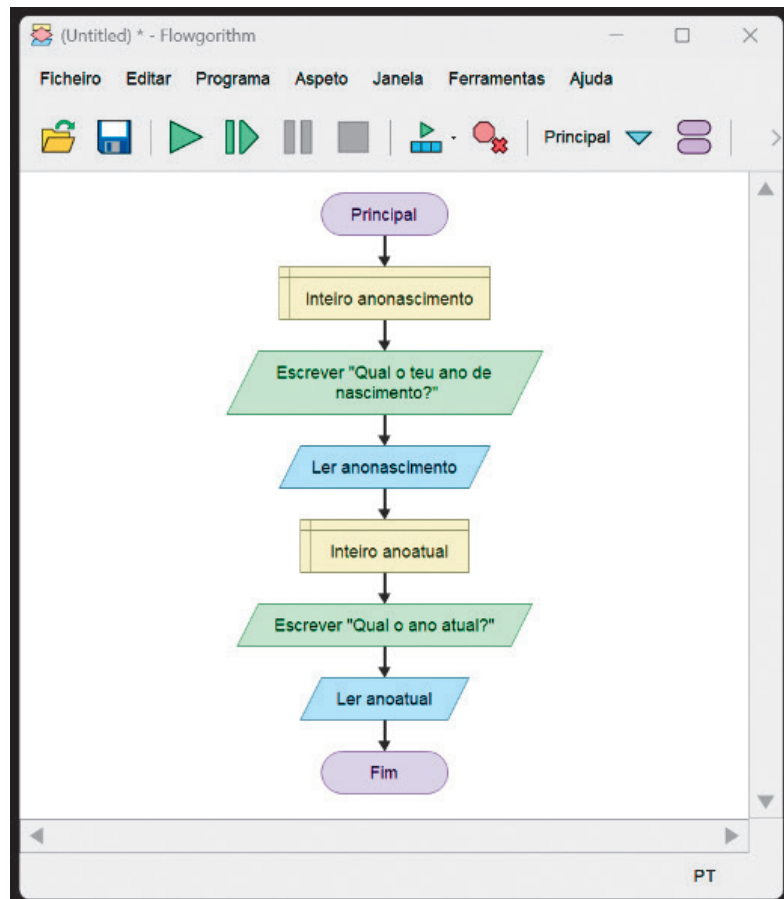 (Untitled) * - Flowgorithm
Ficheiro Editar Programa Aspeto Janela Ferramentas Ajuda
Principal
Principal
Inteiro anonascimento
Escrever "Qual o teu ano de
nascimento?"
Ler anonascimento
Inteiro anoatual
Escrever "Qual o ano atual?"
Ler anoatual
Fim
PT